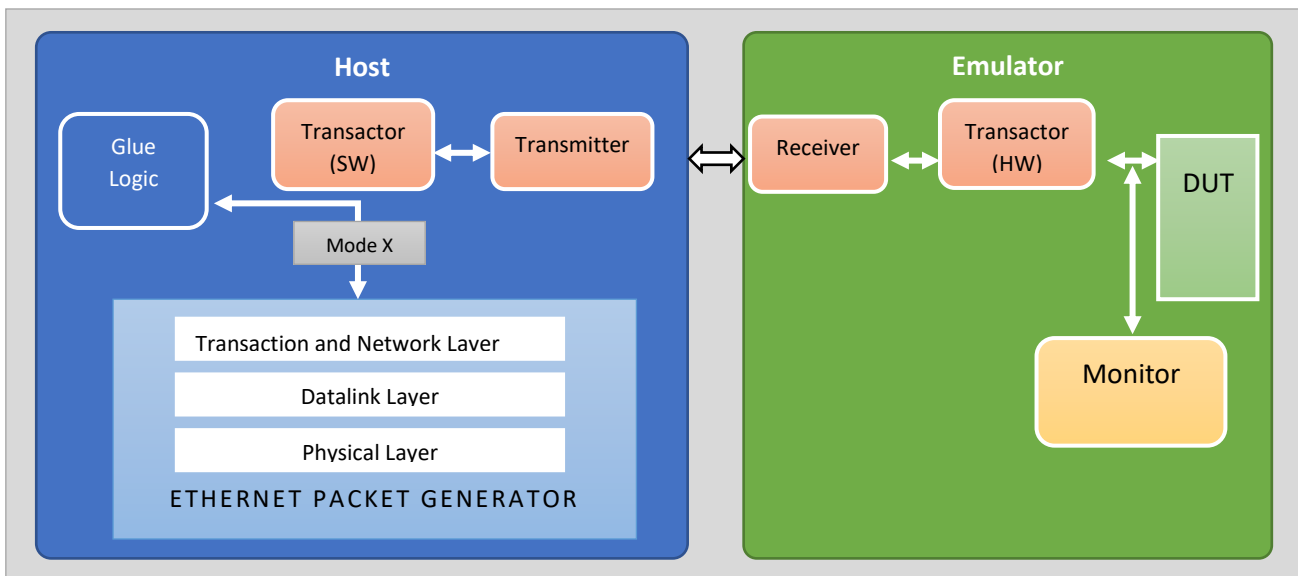 Host
Glue
Logic
Transactor
(SW)
Transmitter
Mode X
Transaction and Network Layer
Datalink Layer
Physical Layer
ETHERNET PACKET GENERATOR
Emulator
Receiver
Transactor
(HW)
DUT
Monitor